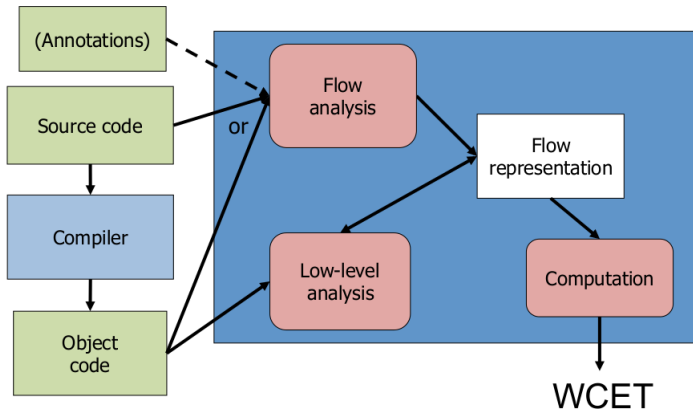 (Annotations)
Source code
Compiler
Object
code
or
Flow
analysis
Low-level
analysis
Flow
representation
Computation
WCET